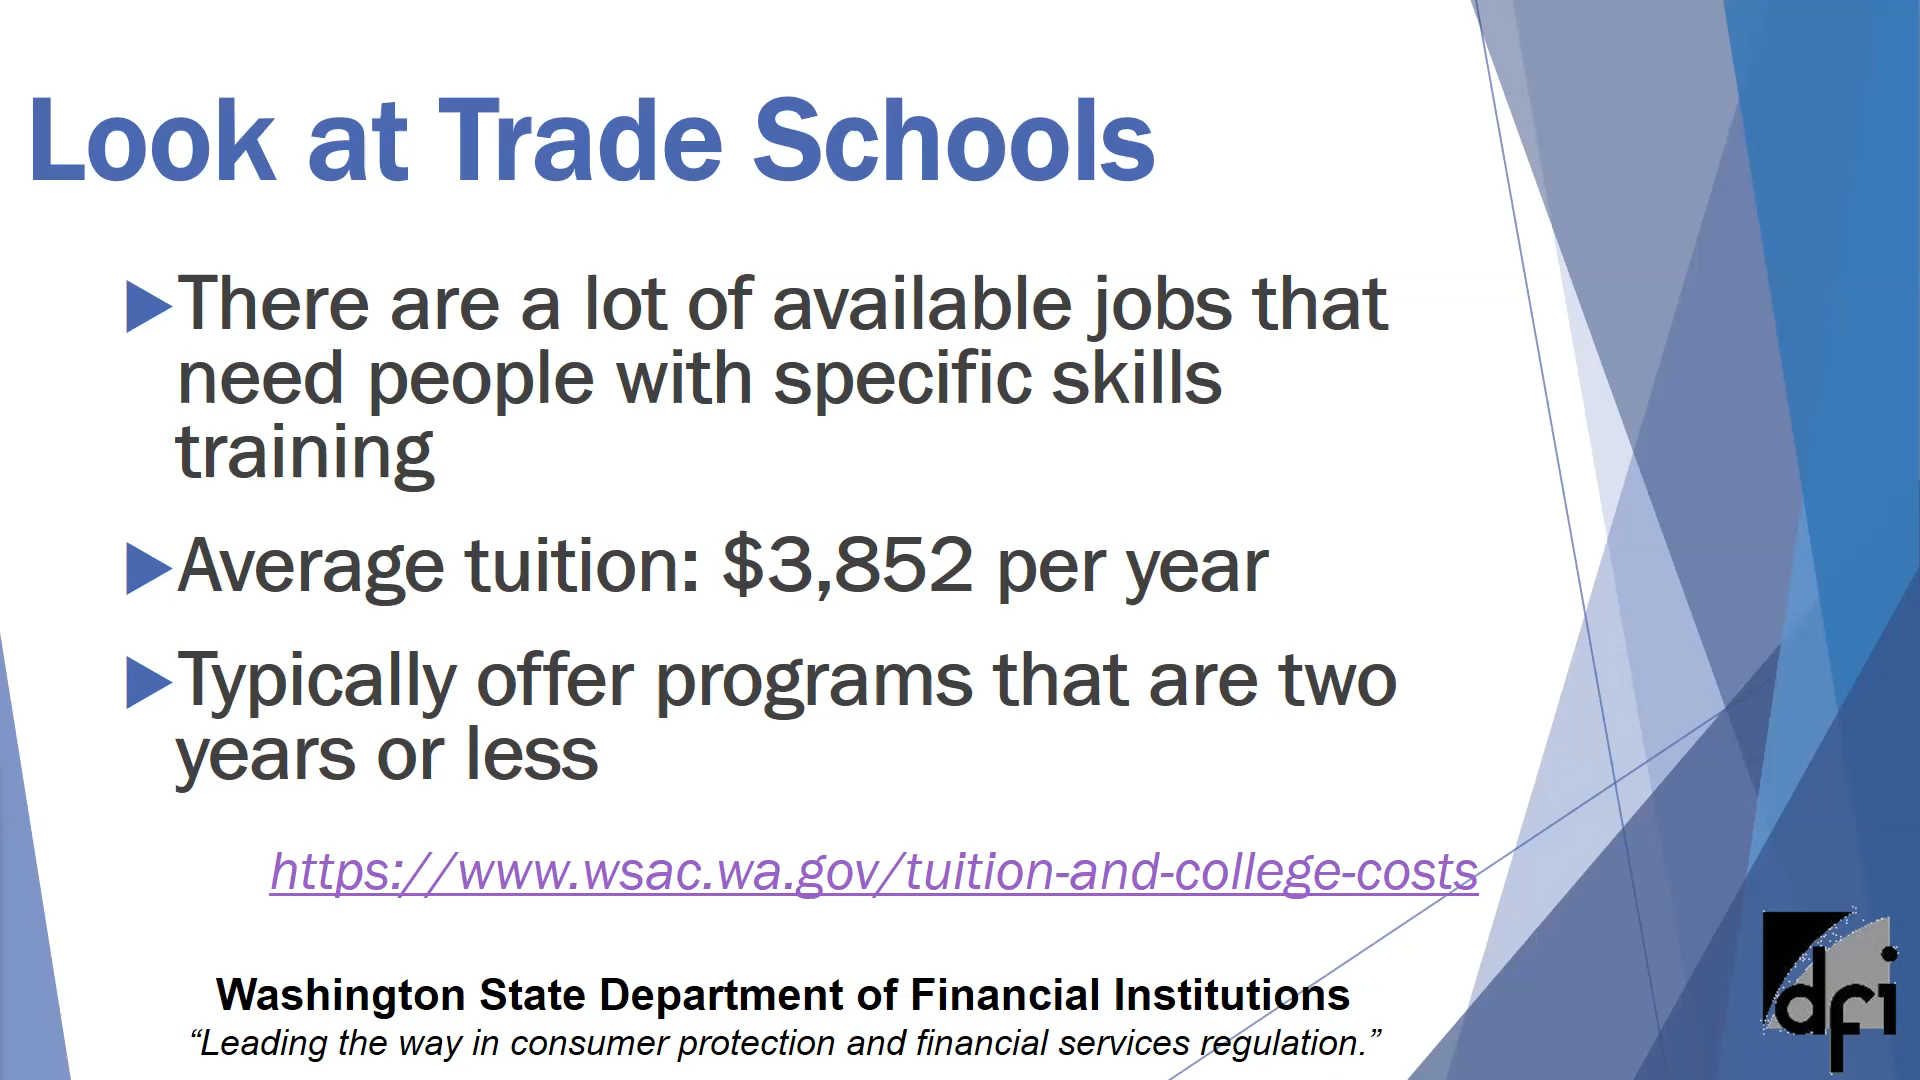 Look at Trade Schools
There are a lot of available jobs that
need people with specific skills
training
Average tuition: $3,852 per year
Typically offer programs that are two
years or less
https://www.wsac.wa.gov/tuition-and-college-costs
Washington State Department of Financial Institutions
“Leading the way in consumer protection and financial services regulation.”
dfi